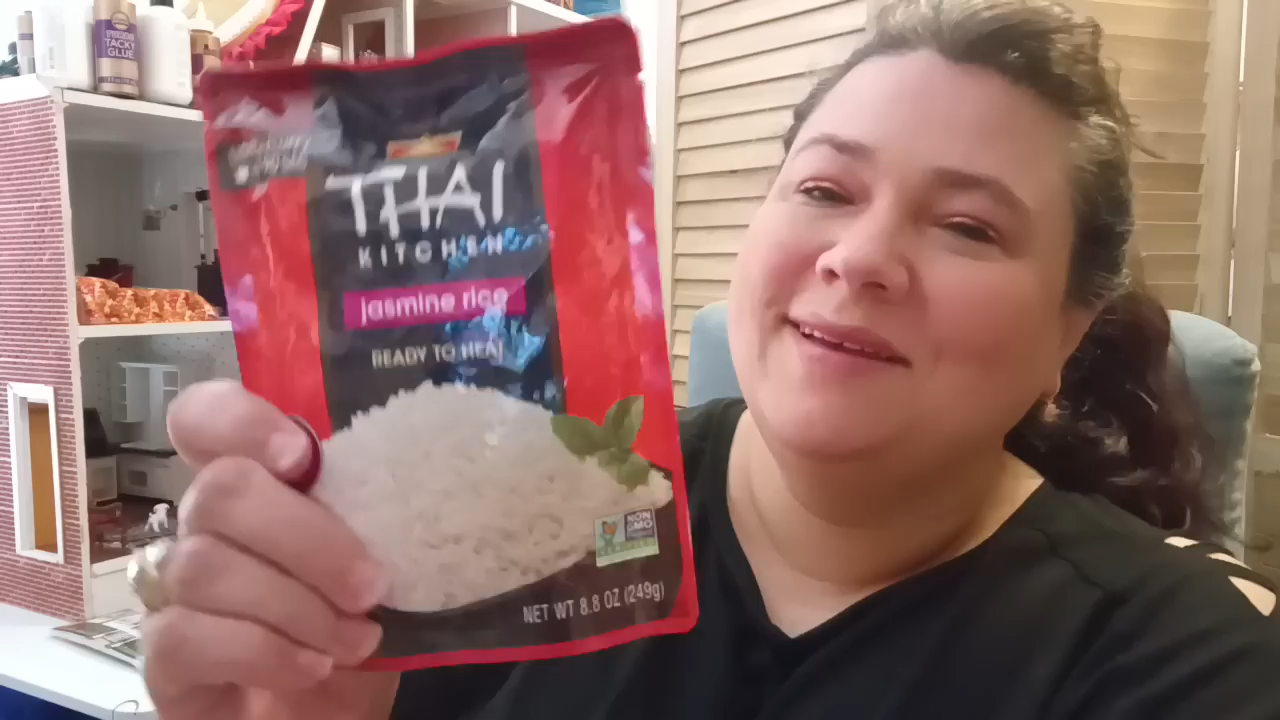 TACKY
GLUE
THAI
KITCHEN
jasmine rice
READY TO HEAT
NON
GMO
NET WT 8.8 OZ (249g)